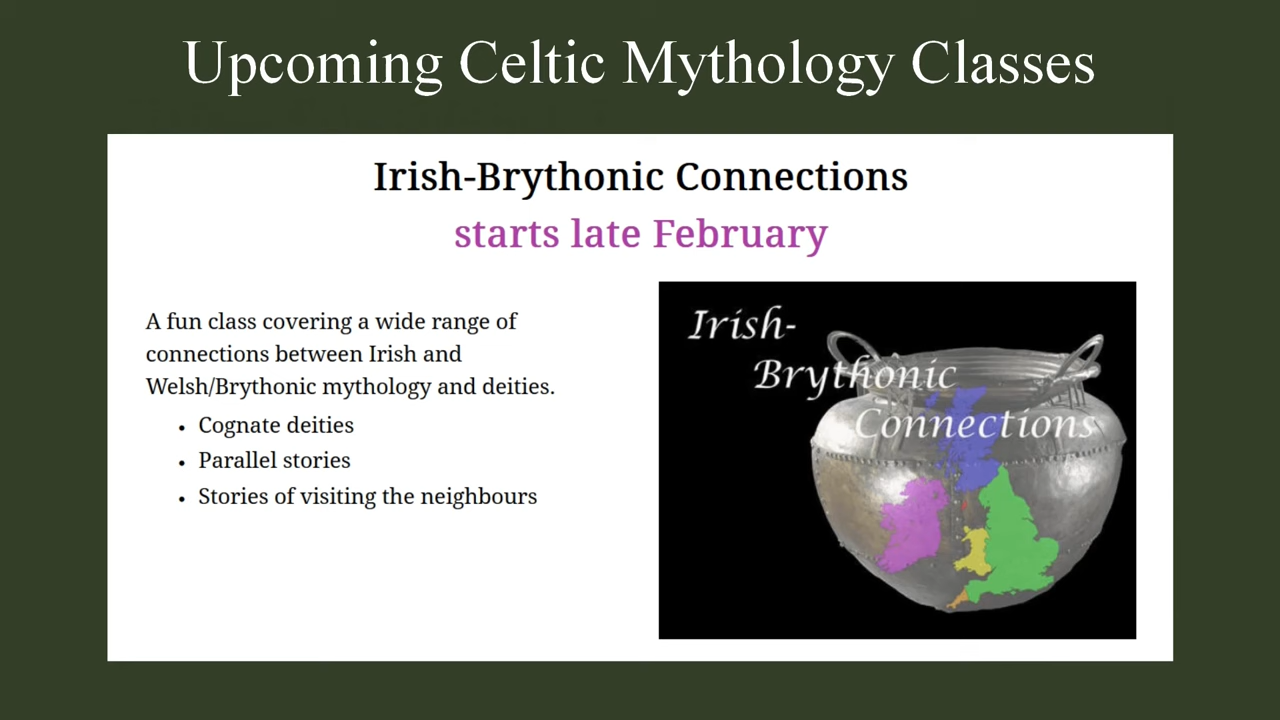 Upcoming Celtic Mythology Classes
Irish-Brythonic Connections
starts late February
A fun class covering a wide range of
connections between Irish and
Welsh/Brythonic mythology and deities.
• Cognate deities
• Parallel stories
• Stories of visiting the neighbours
Irish-
Brythonic
Connections